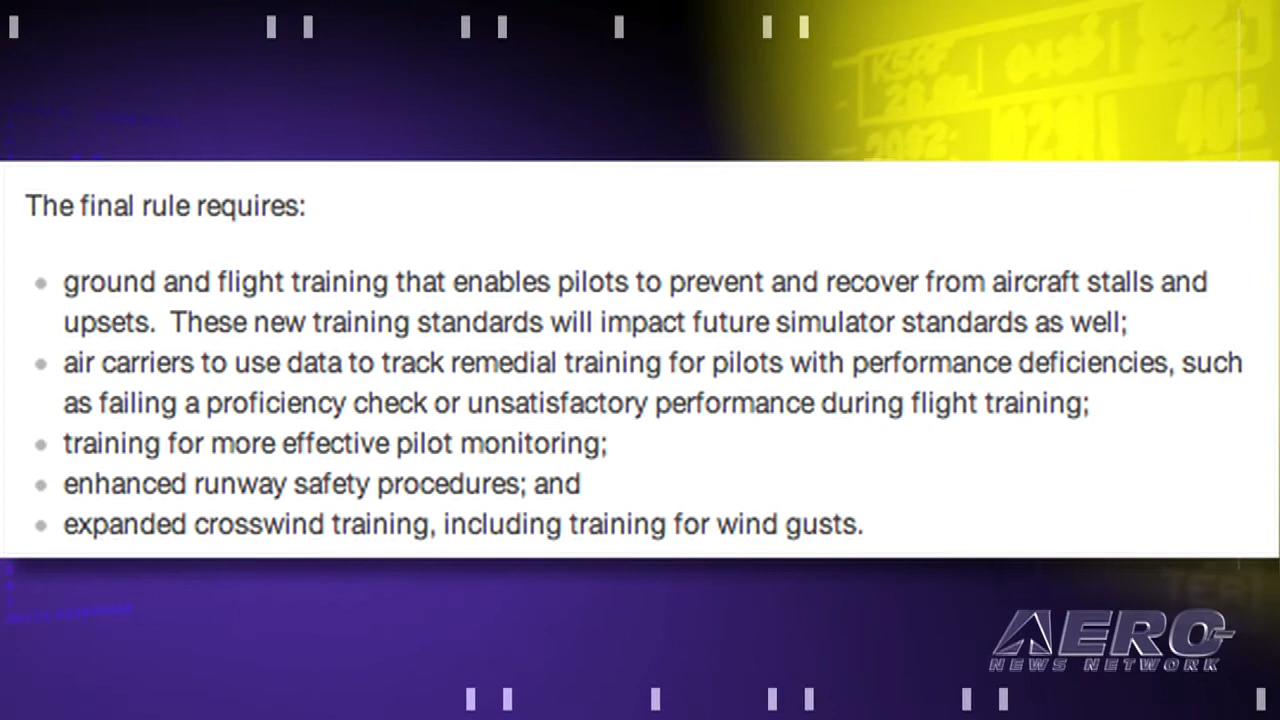 KSFF
The final rule requires:
ground and flight training that enables pilots to prevent and recover from aircraft stalls and
upsets. These new training standards will impact future simulator standards as well;
air carriers to use data to track remedial training for pilots with performance deficiencies, such
as failing a proficiency check or unsatisfactory performance during flight training;
training for more effective pilot monitoring;
enhanced runway safety procedures; and
expanded crosswind training, including training for wind gusts.
AERO
NEWS NETWORK